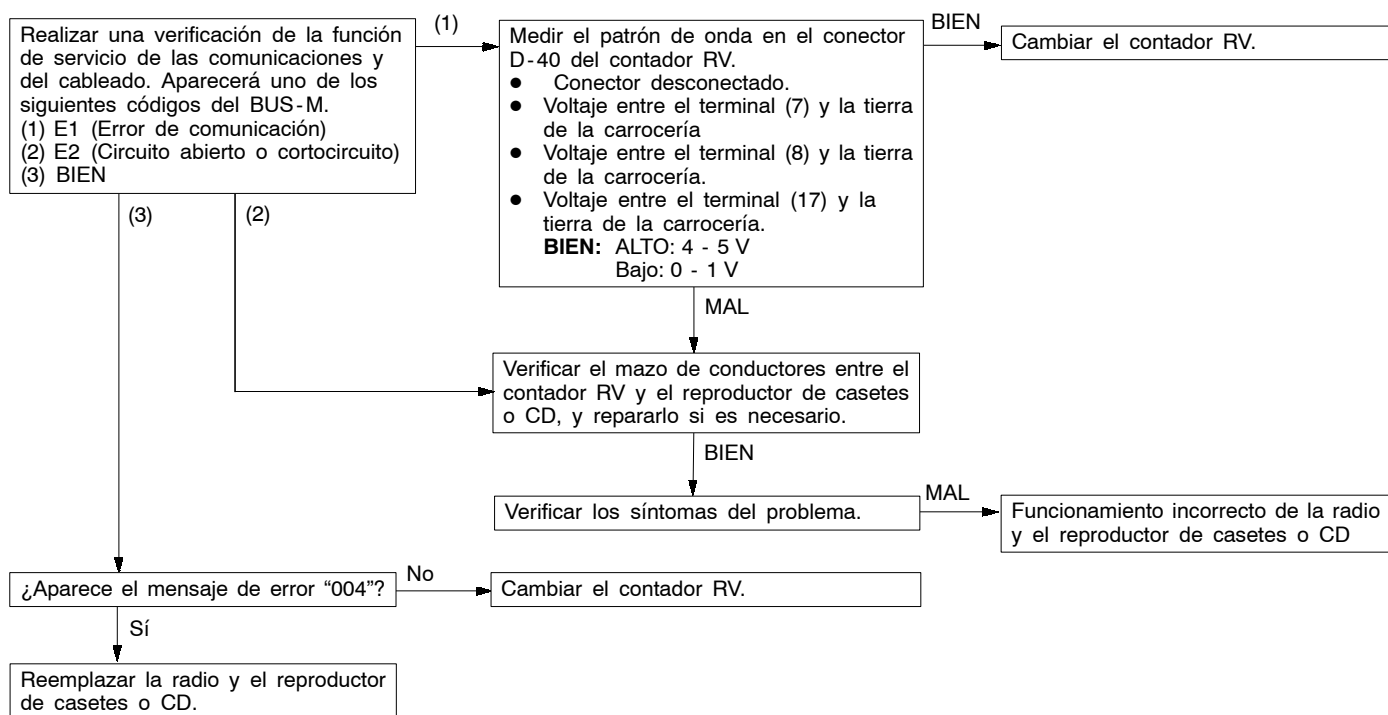 Realizar una verificación de la función
de servicio de las comunicaciones y
del cableado. Aparecerá uno de los
siguientes códigos del BUS-M.
(1) E1 (Error de comunicación)
(2) E2 (Circuito abierto o cortocircuito)
(3) BIEN
(1)
Medir el patrón de onda en el conector
D-40 del contador RV.
● Conector desconectado.
● Voltaje entre el terminal (7) y la tierra
de la carrocería
● Voltaje entre el terminal (8) y la tierra
de la carrocería.
● Voltaje entre el terminal (17) y la
tierra de la carrocería.
BIEN: ALTO: 4 - 5 V
Bajo: 0 - 1 V
BIEN
Cambiar el contador RV.
(3)
(2)
MAL
Verificar el mazo de conductores entre el
contador RV y el reproductor de casetes
o CD, y repararlo si es necesario.
BIEN
Verificar los síntomas del problema.
MAL
Funcionamiento incorrecto de la radio
y el reproductor de casetes o CD
¿Aparece el mensaje de error “004”?
No
Cambiar el contador RV.
Sí
Reemplazar la radio y el reproductor
de casetes o CD.